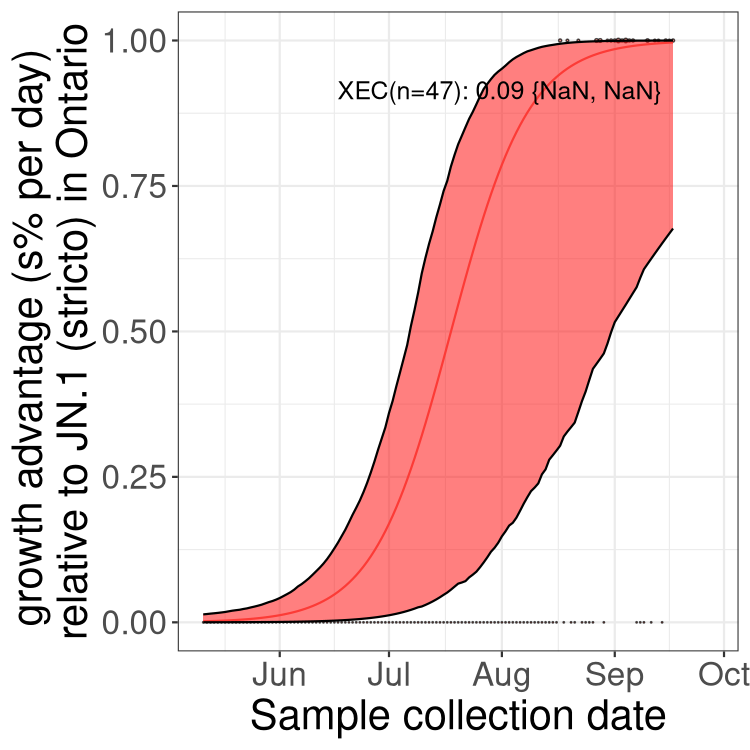 growth advantage (s% per day)
relative to JN.1 (stricto) in Ontario
1.00
0.75
0.50
0.25
0.00
XEC(n=47): 0.09 {NaN, NaN}
Jun Jul Aug Sep Oct
Sample collection date